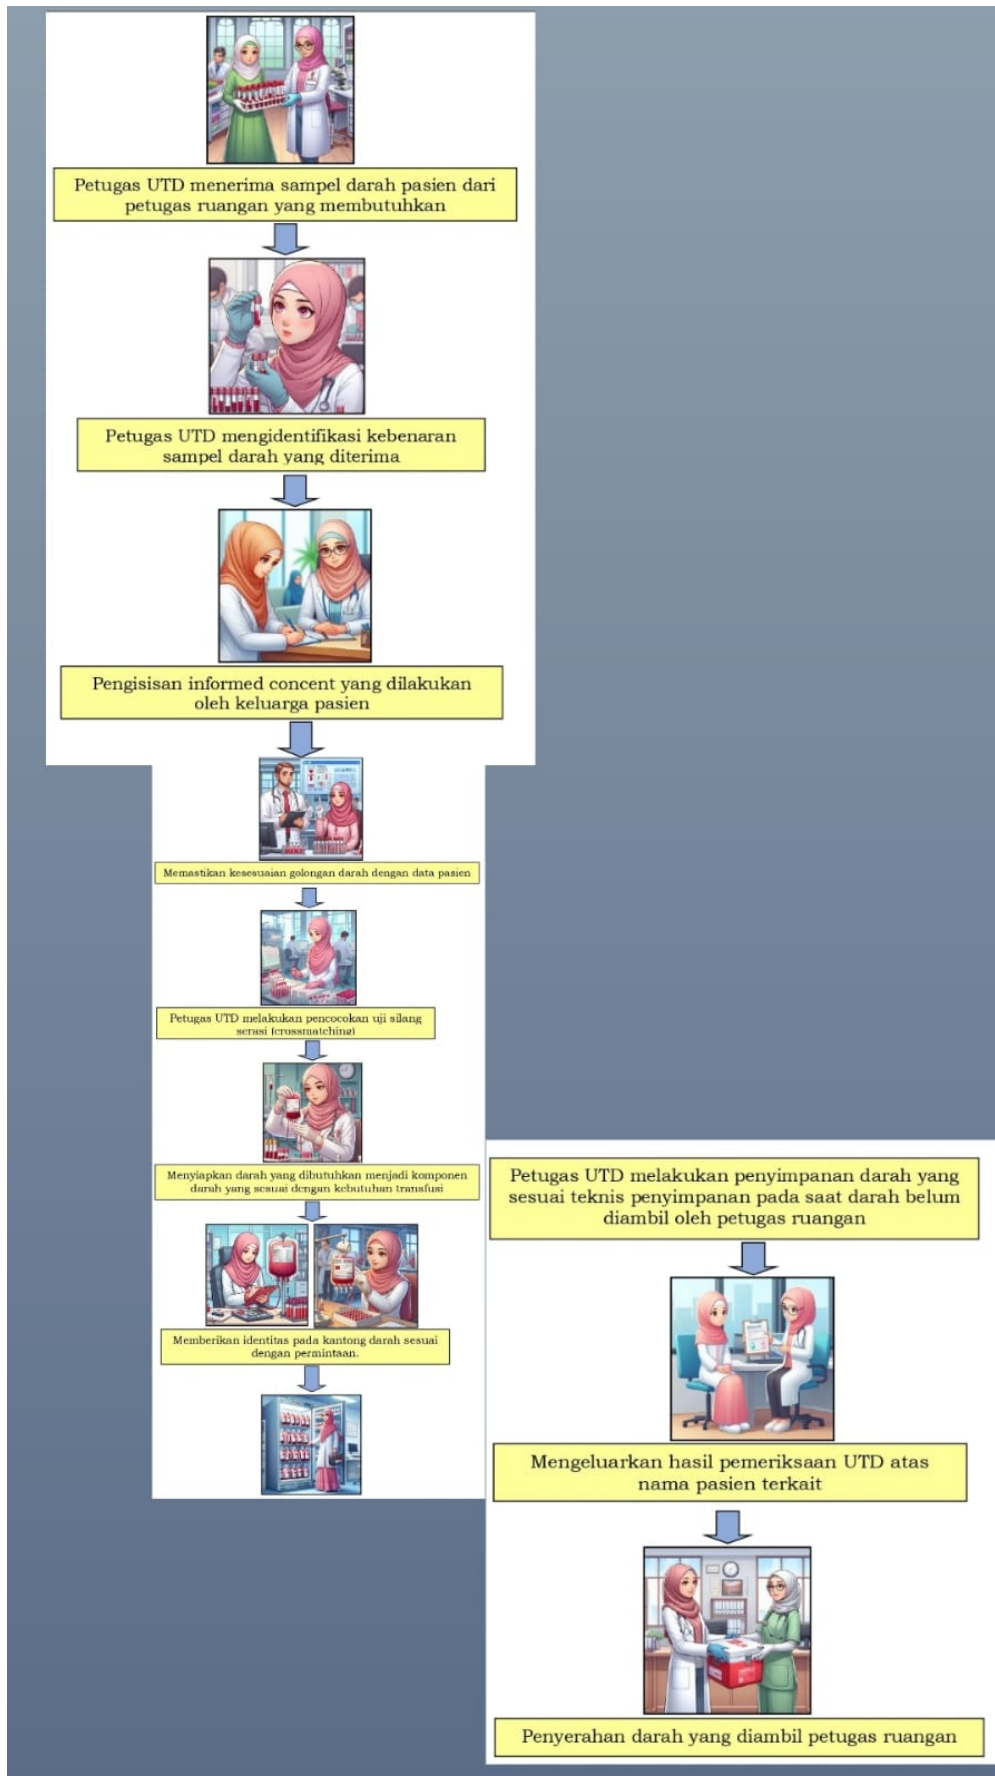 Petugas UTD menerima sampel darah pasien dari
petugas ruangan yang membutuhkan
Petugas UTD mengidentifikasi kebenaran
sampel darah yang diterima
Pengisisan informed concent yang dilakukan
oleh keluarga pasien
Memastikan kesesuaian golongan darah dengan data pasien
Petugas UTD melakukan pencocokan uji silang
serasi (crossmatching)
Menyiapkan darah yang dibutuhkan menjadi komponen
darah yang sesuai dengan kebutuhan transfusi
Memberikan identitas pada kantong darah sesuai
dengan permintaan.
Petugas UTD melakukan penyimpanan darah yang
sesuai teknis penyimpanan pada saat darah belum
diambil oleh petugas ruangan
Mengeluarkan hasil pemeriksaan UTD atas
nama pasien terkait
Penyerahan darah yang diambil petugas ruangan